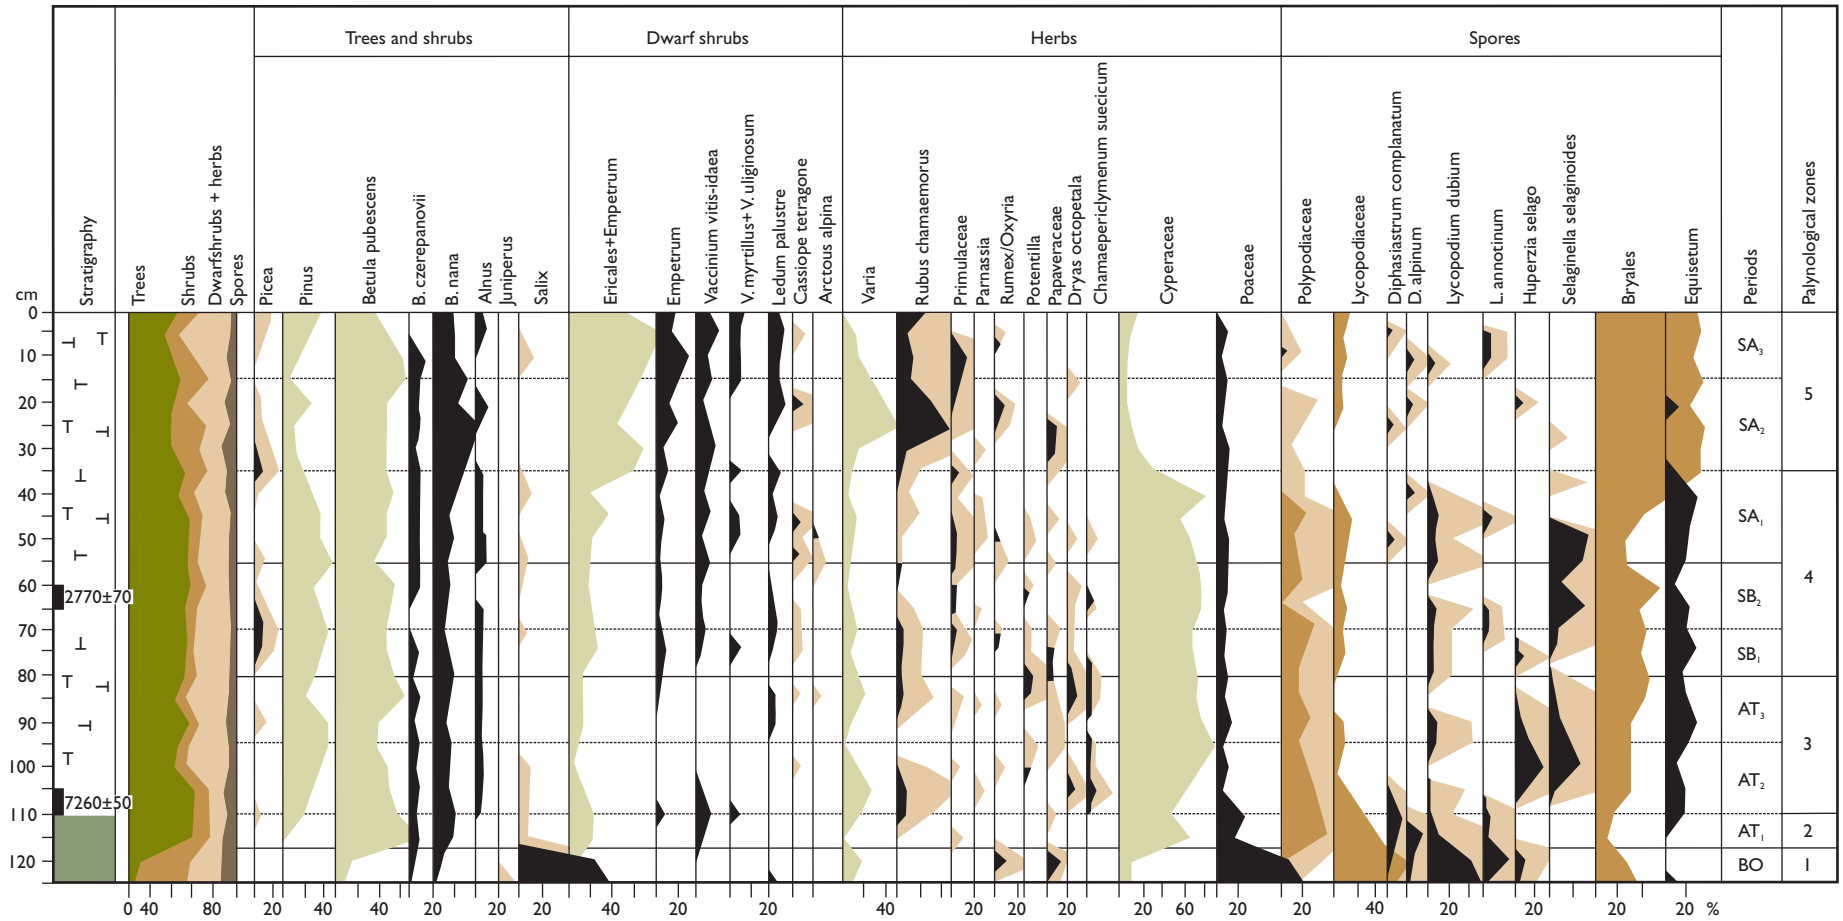 Trees and shrubs Dwarf shrubs Herbs Spores
cm Stratigraphy Trees Shrubs Dwarfshrubs + herbs Spores Picea Pinus Betula pubescens B. czerepanovii B. nana Alnus Juniperus Salix Ericales+Empetrum Empetrum Vaccinium vitis-idaea V. myrtillus+ V. uliginosum Ledum palustre Cassiope tetragone Arctous alpina Varia Rubus chamaemorus Primulaceae Parnassia Rumex/Oxyria Potentilla Papaveraceae Dryas octopetala Chamaepericlymenum suecicum Cyperaceae Poaceae Polypodiaceae Lycopodiaceae Diphasiastrum complanatum D. alpinum Lycopodium dubium L. annotinum Huperzia selago Selaginella selaginoides Bryales Equisetum Periods Palynological zones
0
T T
10 SA3
T
20 5
T T SA2
30
T
40
T T SA1
50
T
60 2770±70 SB2 4
70
T SB1
80
T T
90 T AT3
T 3
100
7260±50 AT2
110
AT1 2
120 BO 1
0 40 80 20 40 40 20 20 20 20 40 20 20 20 40 20 20 20 20 20 60 20 20 40 20 20 20 20 %